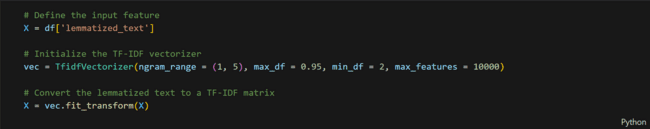 # Define the input feature
X = df['lemmatized_text']
# Initialize the TF-IDF vectorizer
vec = TfidfVectorizer(ngram_range = (1, 5), max_df = 0.95, min_df = 2, max_features = 10000)
# Convert the lemmatized text to a TF-IDF matrix
X = vec.fit_transform(X)
Python